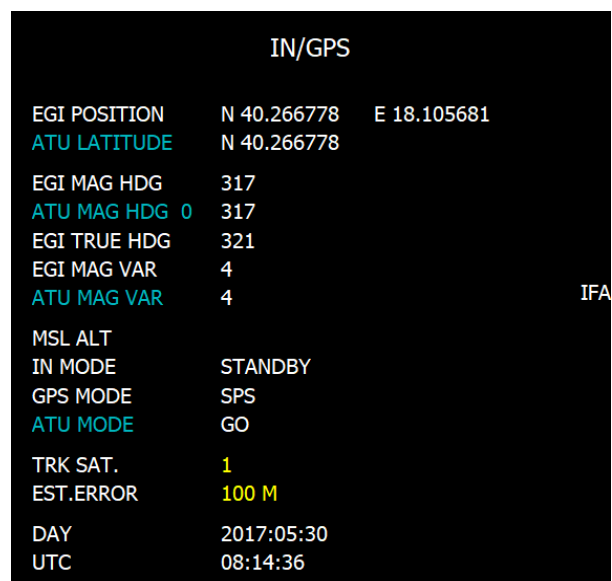 IN/GPS
EGI POSITION N 40.266778 E 18.105681
ATU LATITUDE N 40.266778
EGI MAG HDG 317
ATU MAG HDG 0 317
EGI TRUE HDG 321
EGI MAG VAR 4
ATU MAG VAR 4 IFA
MSL ALT
IN MODE STANDBY
GPS MODE SPS
ATU MODE GO
TRK SAT. 1
EST.ERROR 100 M
DAY 2017:05:30
UTC 08:14:36